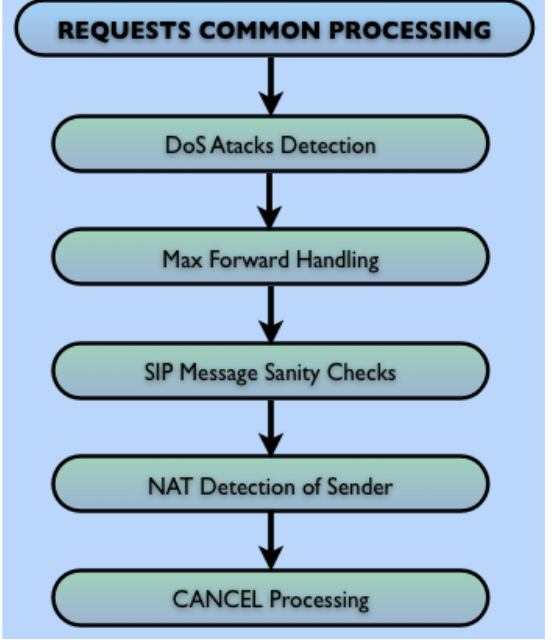 REQUESTS COMMON PROCESSING
DoS Atacks Detection
Max Forward Handling
SIP Message Sanity Checks
NAT Detection of Sender
CANCEL Processing